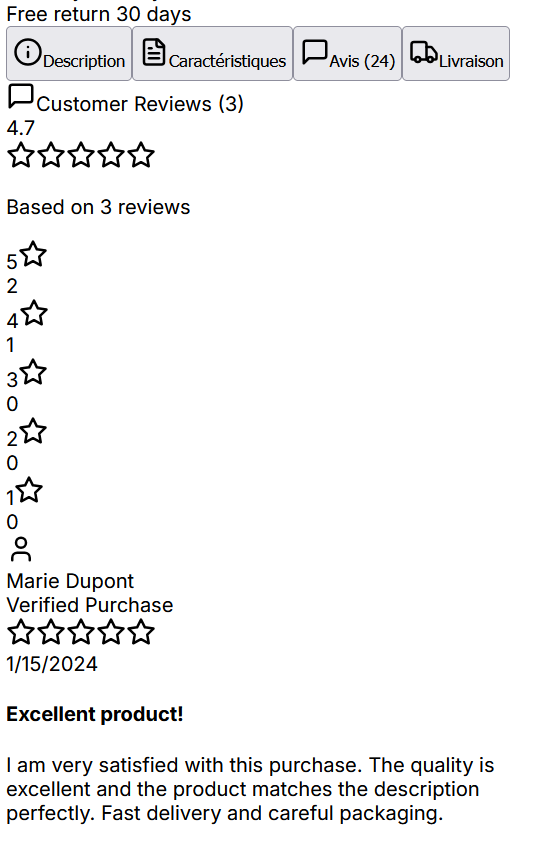 Free return 30 days
Description Caractéristiques Avis (24) Livraison
Customer Reviews (3)
4.7
Based on 3 reviews
5
2
4
1
3
0
2
0
1
0
Marie Dupont
Verified Purchase
1/15/2024
Excellent product!
I am very satisfied with this purchase. The quality is
excellent and the product matches the description
perfectly. Fast delivery and careful packaging.